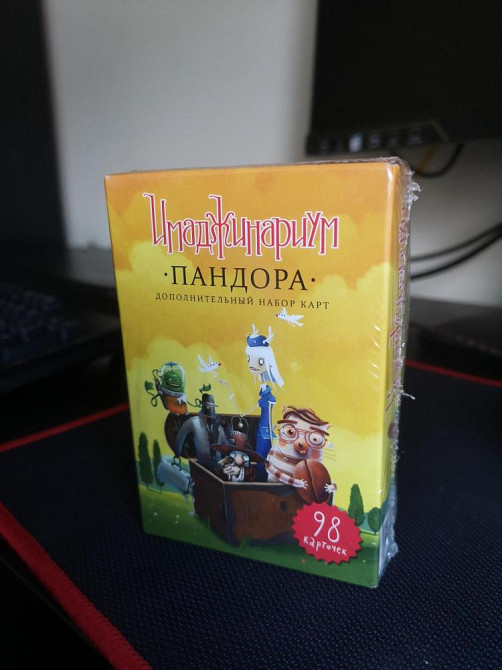 Имаджинариум
·ПАНДОРА·
ДОПОЛНИТЕЛЬНЫЙ НАБОР КАРТ
98
карточек